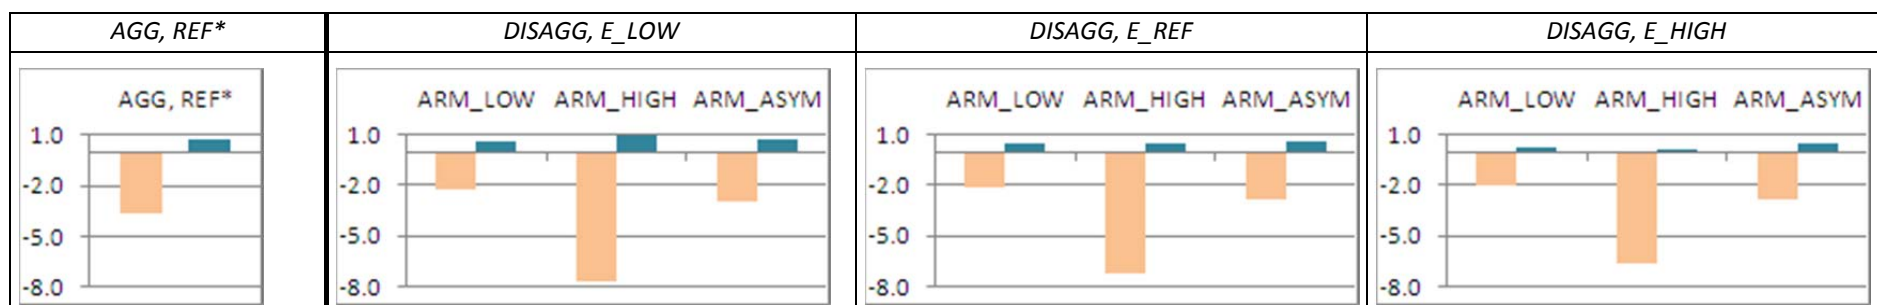 AGG, REF*
DISAGG, E_LOW
DISAGG, E_REF
DISAGG, E_HIGH
AGG, REF*
1.0
-2.0
-5.0
-8.0
ARM_LOW ARM_HIGH ARM_ASYM
1.0
-2.0
-5.0
-8.0
ARM_LOW ARM_HIGH ARM_ASYM
1.0
-2.0
-5.0
-8.0
ARM_LOW ARM_HIGH ARM_ASYM
1.0
-2.0
-5.0
-8.0